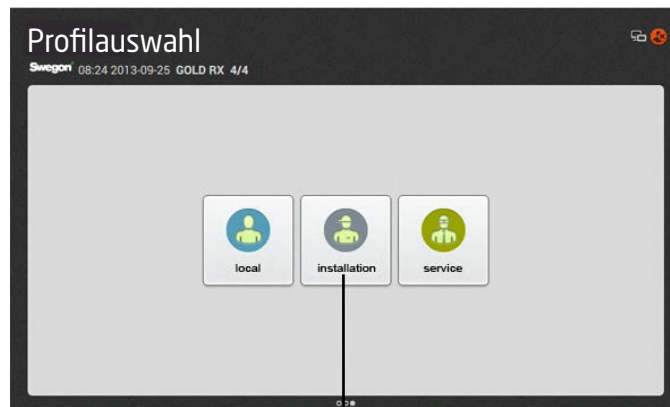 Profilauswahl
Swegon 08:24 2013-09-25 GOLD RX 4/4
local installation service